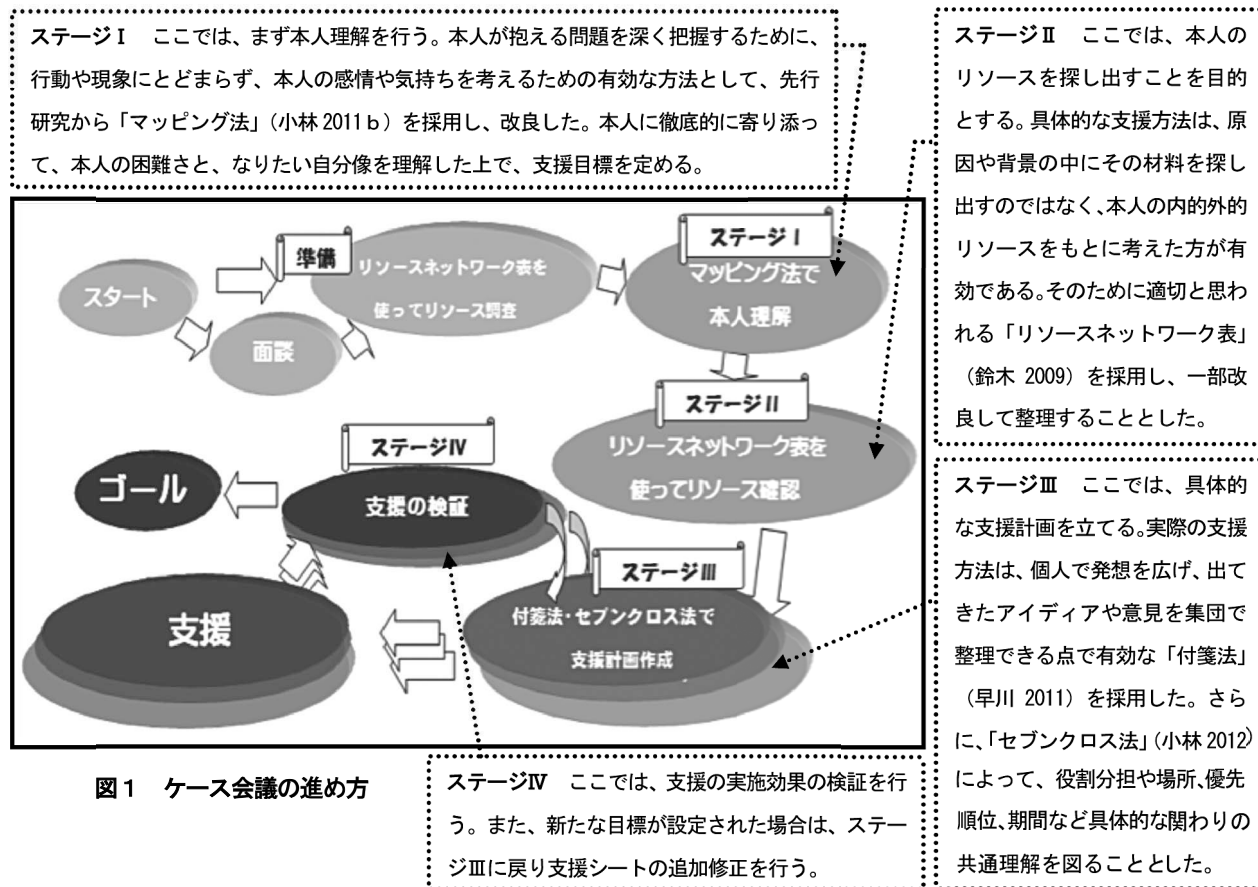 ステージⅠ　ここでは、まず本人理解を行う。本人が抱える問題を深く把握するために、
行動や現象にとどまらず、本人の感情や気持ちを考えるための有効な方法として、先行
研究から「マッピング法」（小林 2011ｂ）を採用し、改良した。本人に徹底的に寄り添っ
て、本人の困難さと、なりたい自分像を理解した上で、支援目標を定める。
ステージⅡ　ここでは、本人の
リソースを探し出すことを目的
とする。具体的な支援方法は、原
因や背景の中にその材料を探し
出すのではなく、本人の内的外的
リソースをもとに考えた方が有
効である。そのために適切と思わ
れる「リソースネットワーク表」
（鈴木 2009）を採用し、一部改
良して整理することとした。
スタート
面談
準備
リソースネットワーク表を
使ってリソース調査
ステージⅠ
マッピング法で
本人理解
ステージⅡ
リソースネットワーク表を
使ってリソース確認
ステージⅢ
付箋法・セブンクロス法で
支援計画作成
支援
ステージⅣ
支援の検証
ゴール
ステージⅢ　ここでは、具体的
な支援計画を立てる。実際の支援
方法は、個人で発想を広げ、出て
きたアイディアや意見を集団で
整理できる点で有効な「付箋法」
（早川 2011）を採用した。さら
に、「セブンクロス法」（小林 2012）
によって、役割分担や場所、優先
順位、期間など具体的な関わりの
共通理解を図ることとした。
図１　ケース会議の進め方
ステージⅣ　ここでは、支援の実施効果の検証を行
う。また、新たな目標が設定された場合は、ステー
ジⅢに戻り支援シートの追加修正を行う。